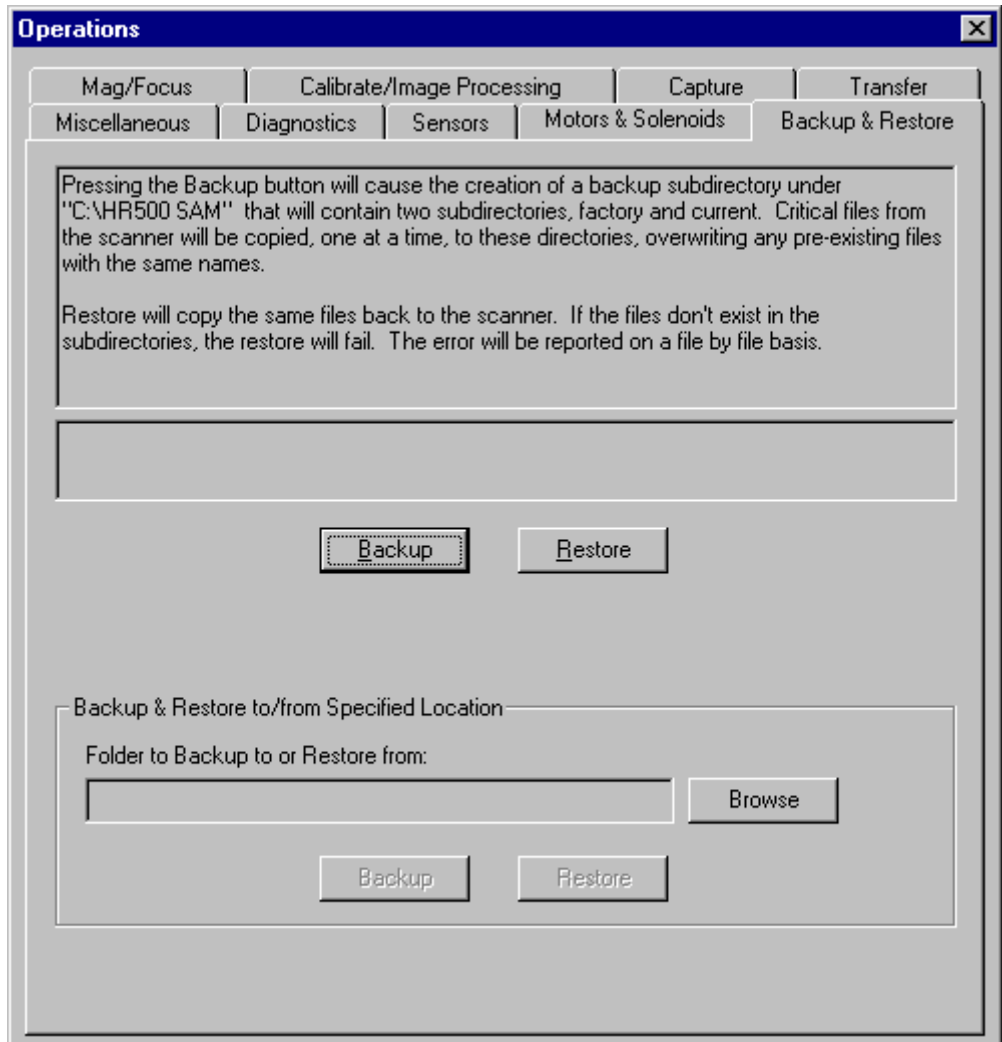 Operations
Mag/Focus Calibrate/Image Processing Capture Transfer
Miscellaneous Diagnostics Sensors Motors & Solenoids Backup & Restore
Pressing the Backup button will cause the creation of a backup subdirectory under
"C:\HR500 SAM" that will contain two subdirectories, factory and current. Critical files from
the scanner will be copied, one at a time, to these directories, overwriting any pre-existing files
with the same names.
Restore will copy the same files back to the scanner. If the files don't exist in the
subdirectories, the restore will fail. The error will be reported on a file by file basis.
Backup Restore
Backup & Restore to/from Specified Location
Folder to Backup to or Restore from:
Browse
Backup Restore